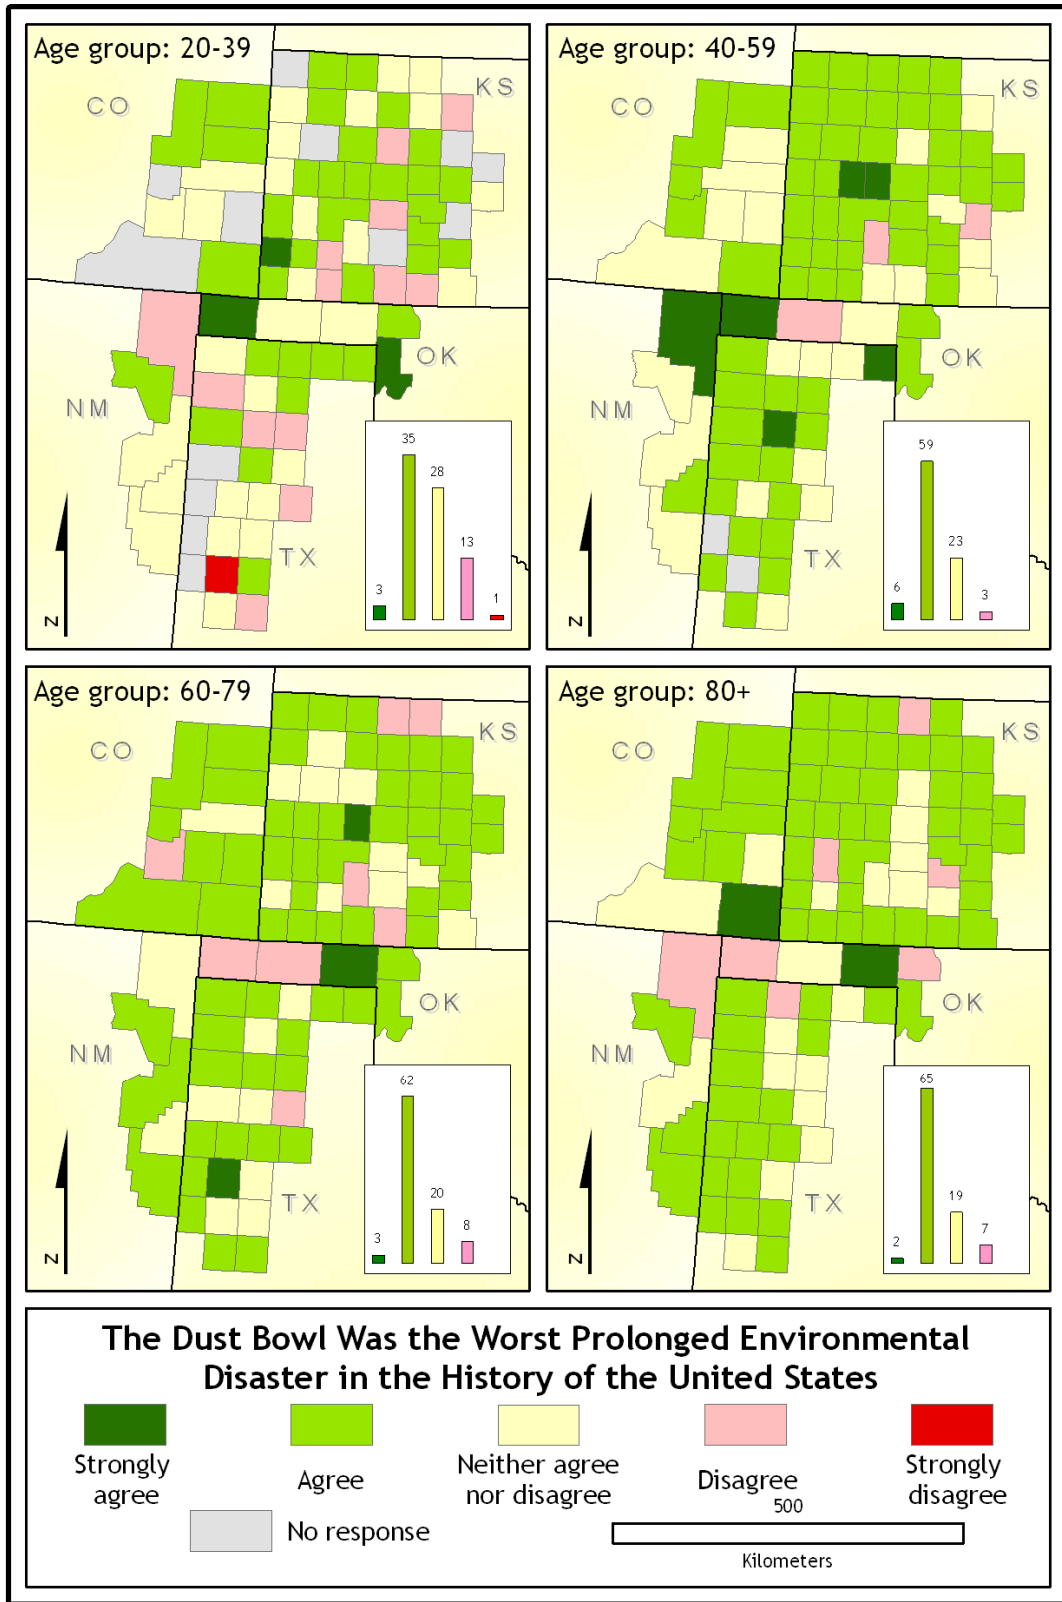 Age group: 20-39
CO
KS
NM
OK
TX
35
28
13
3
1
N
Age group: 40-59
CO
KS
NM
OK
TX
59
23
6
3
N
Age group: 60-79
CO
KS
NM
OK
TX
62
20
8
3
N
Age group: 80+
CO
KS
NM
OK
TX
65
19
7
2
N
The Dust Bowl Was the Worst Prolonged Environmental
Disaster in the History of the United States
Strongly
agree
Agree
Neither agree
nor disagree
Disagree
Strongly
disagree
No response
500
Kilometers